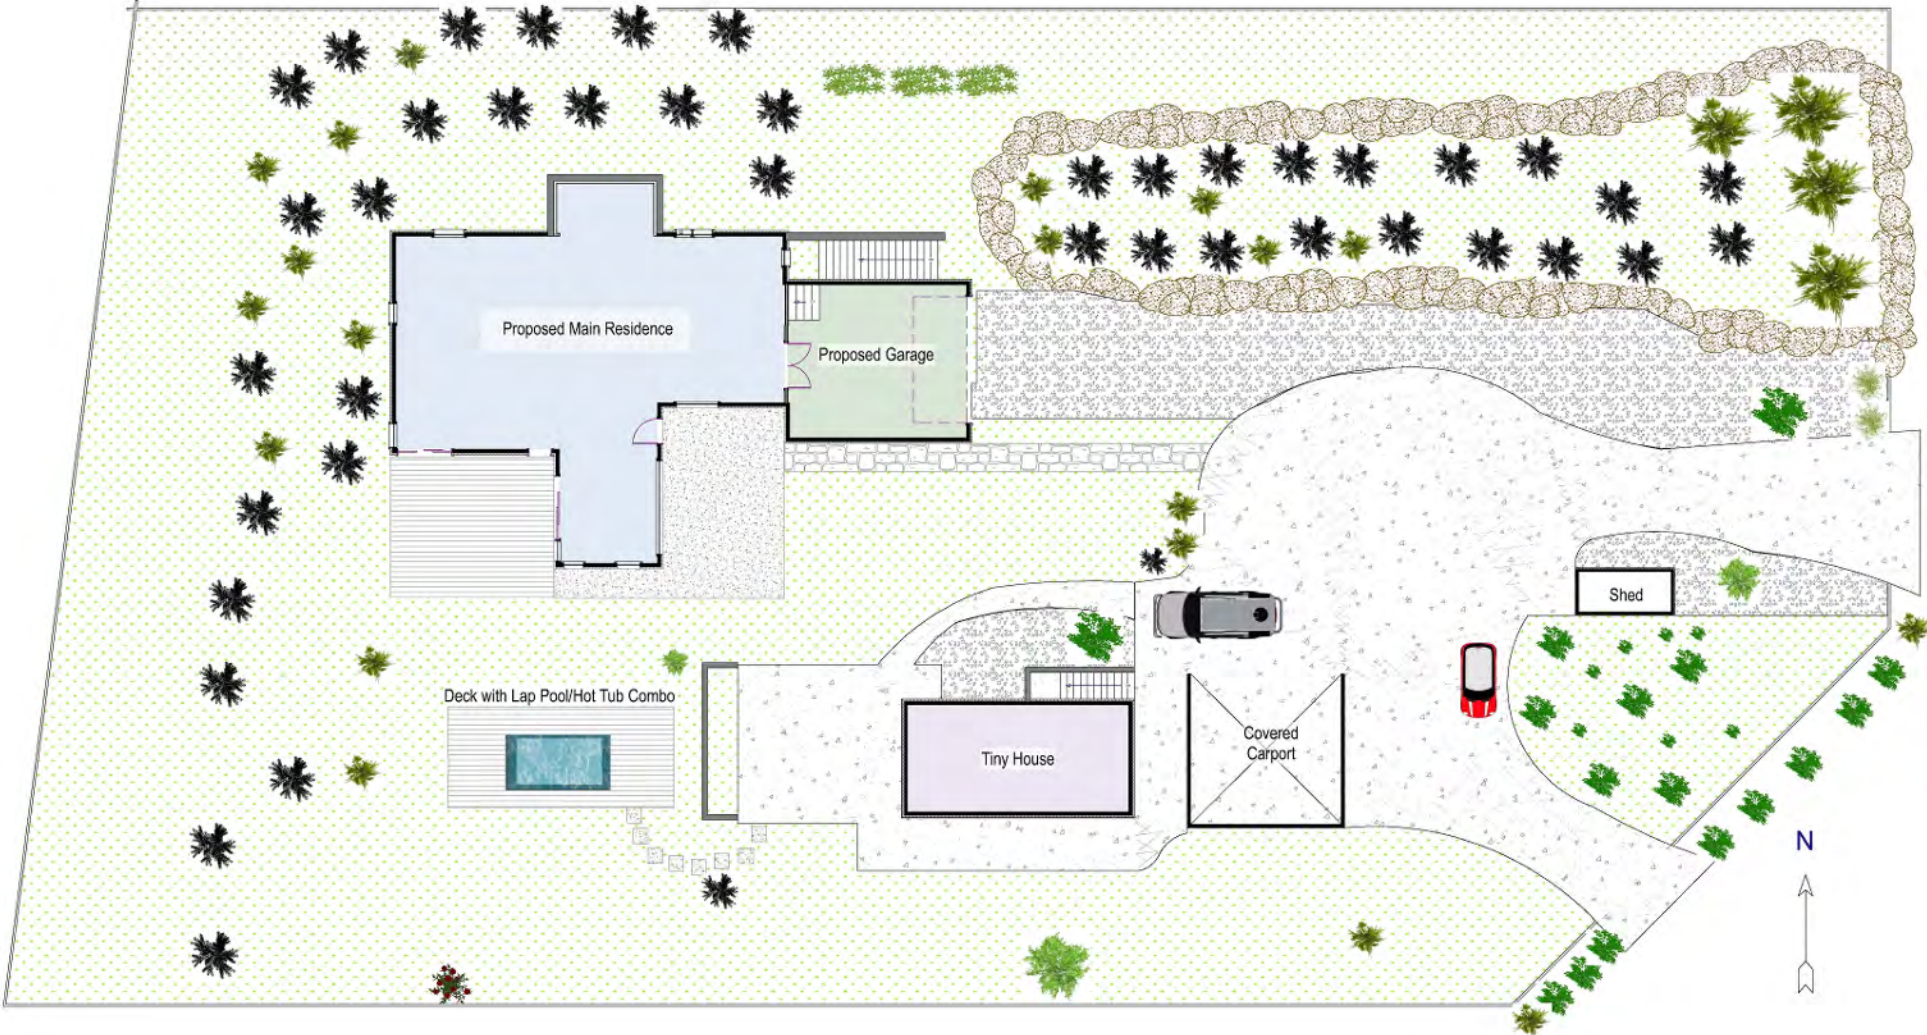 Proposed Main Residence
Proposed Garage
Shed
Deck with Lap Pool/Hot Tub Combo
Tiny House
Covered
Carport
N